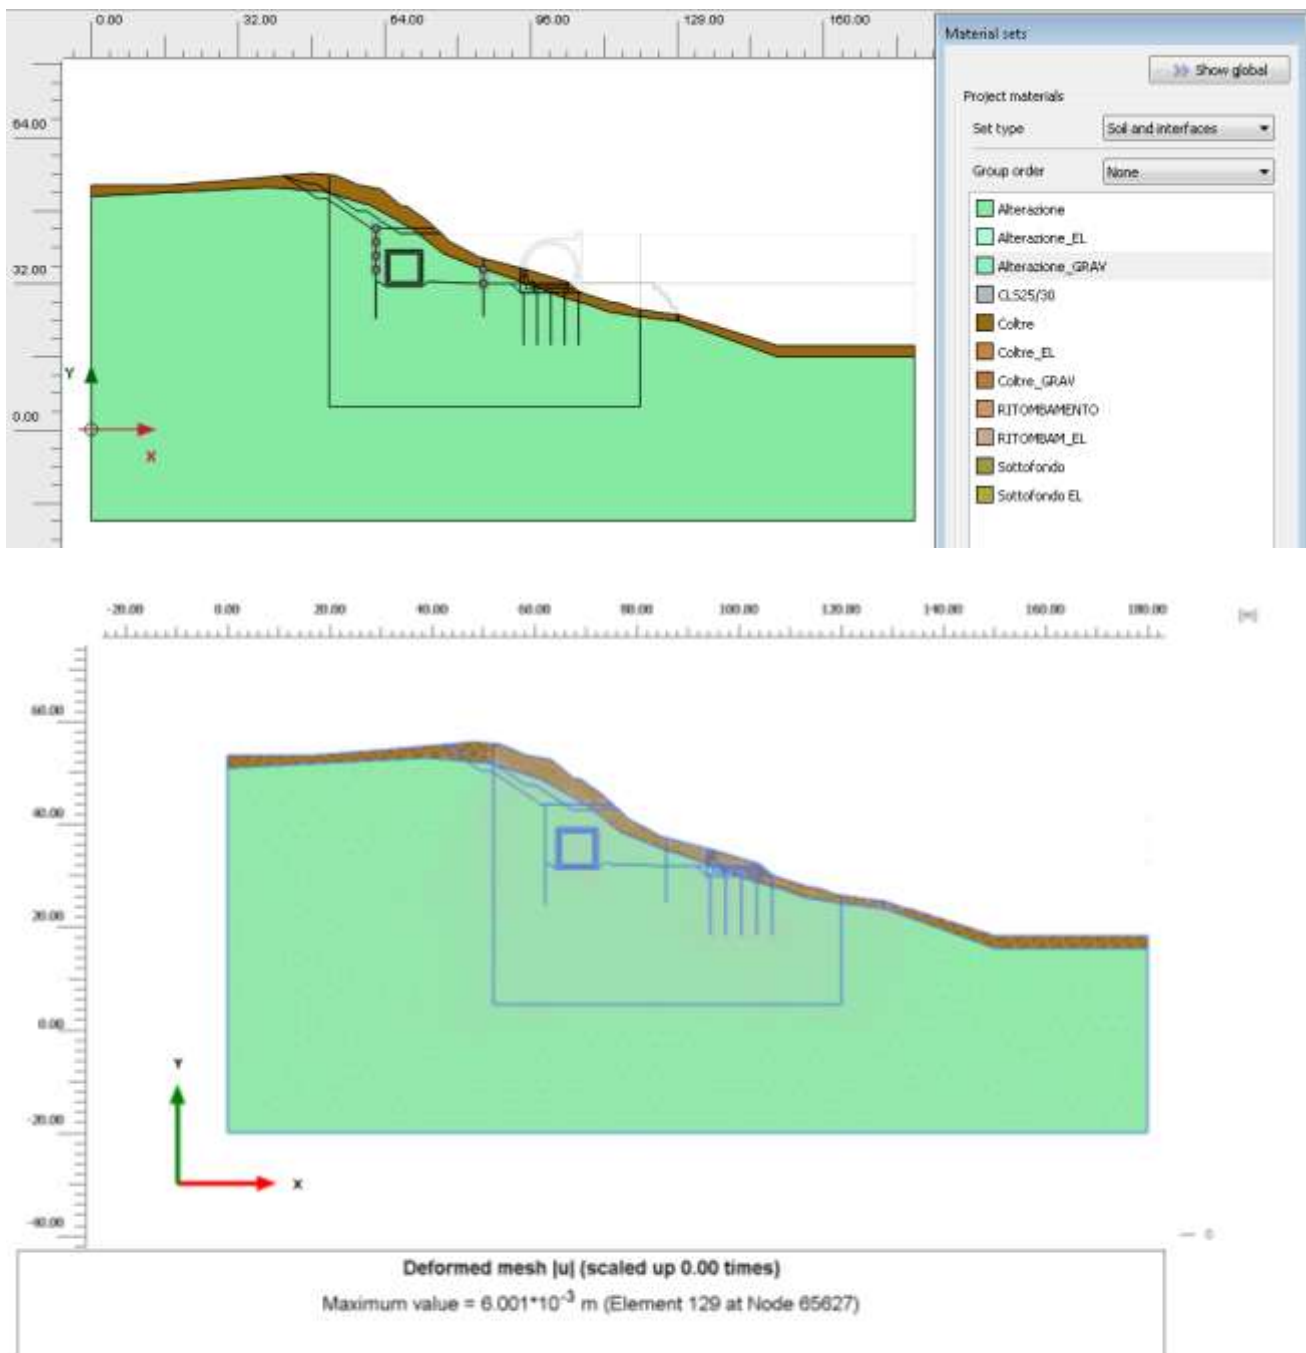 0.00 32.00 64.00 96.00 128.00 160.00
Material sets
Show global
Project materials
Set type Soil and interfaces
Group order None
64.00
32.00
0.00
Y
X
Alterazione
Alterazione_EL
Alterazione_GRAV
CLS25/30
Coltre
Coltre_EL
Coltre_GRAV
RITOMBAMENTO
RITOMBAM_EL
Sottofondo
Sottofondo EL
-20.00 0.00 20.00 40.00 60.00 80.00 100.00 120.00 140.00 160.00 180.00
[m]
60.00
40.00
20.00
0.00
-20.00
-40.00
Y
X
Deformed mesh |u| (scaled up 0.00 times)
Maximum value = 6.001*10⁻³ m (Element 129 at Node 65627)